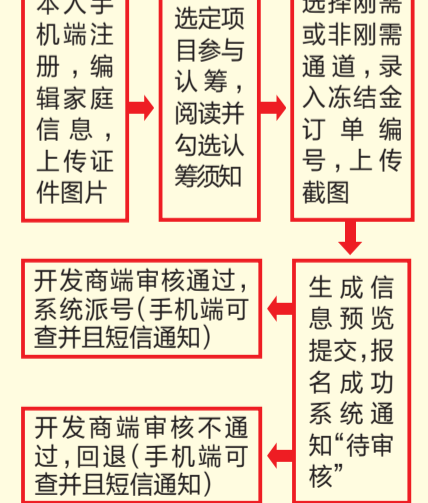 本人手
机端注
册，编
辑家庭
信息，
上传证
件图片
选定项
目参与
认筹，
阅读并
勾选认
筹须知
选择刚需
或非刚需
通道，录
入冻结金
订单编
号，上传
截图
生成信
息预览
提交，报
名成功
系统通
知“待审
核”
开发商端审核通过，
系统派号（手机端可
查并且短信通知）
开发商端审核不通
过，回退（手机端可
查并且短信通知）